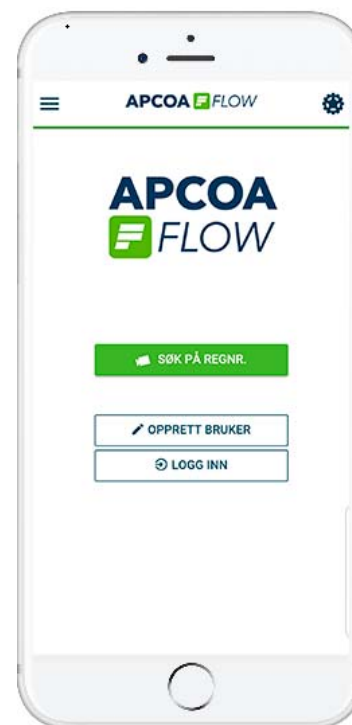 APCOA FLOW
APCOA
FLOW
SØK PÅ REGNR.
OPPRETT BRUKER
LOGG INN